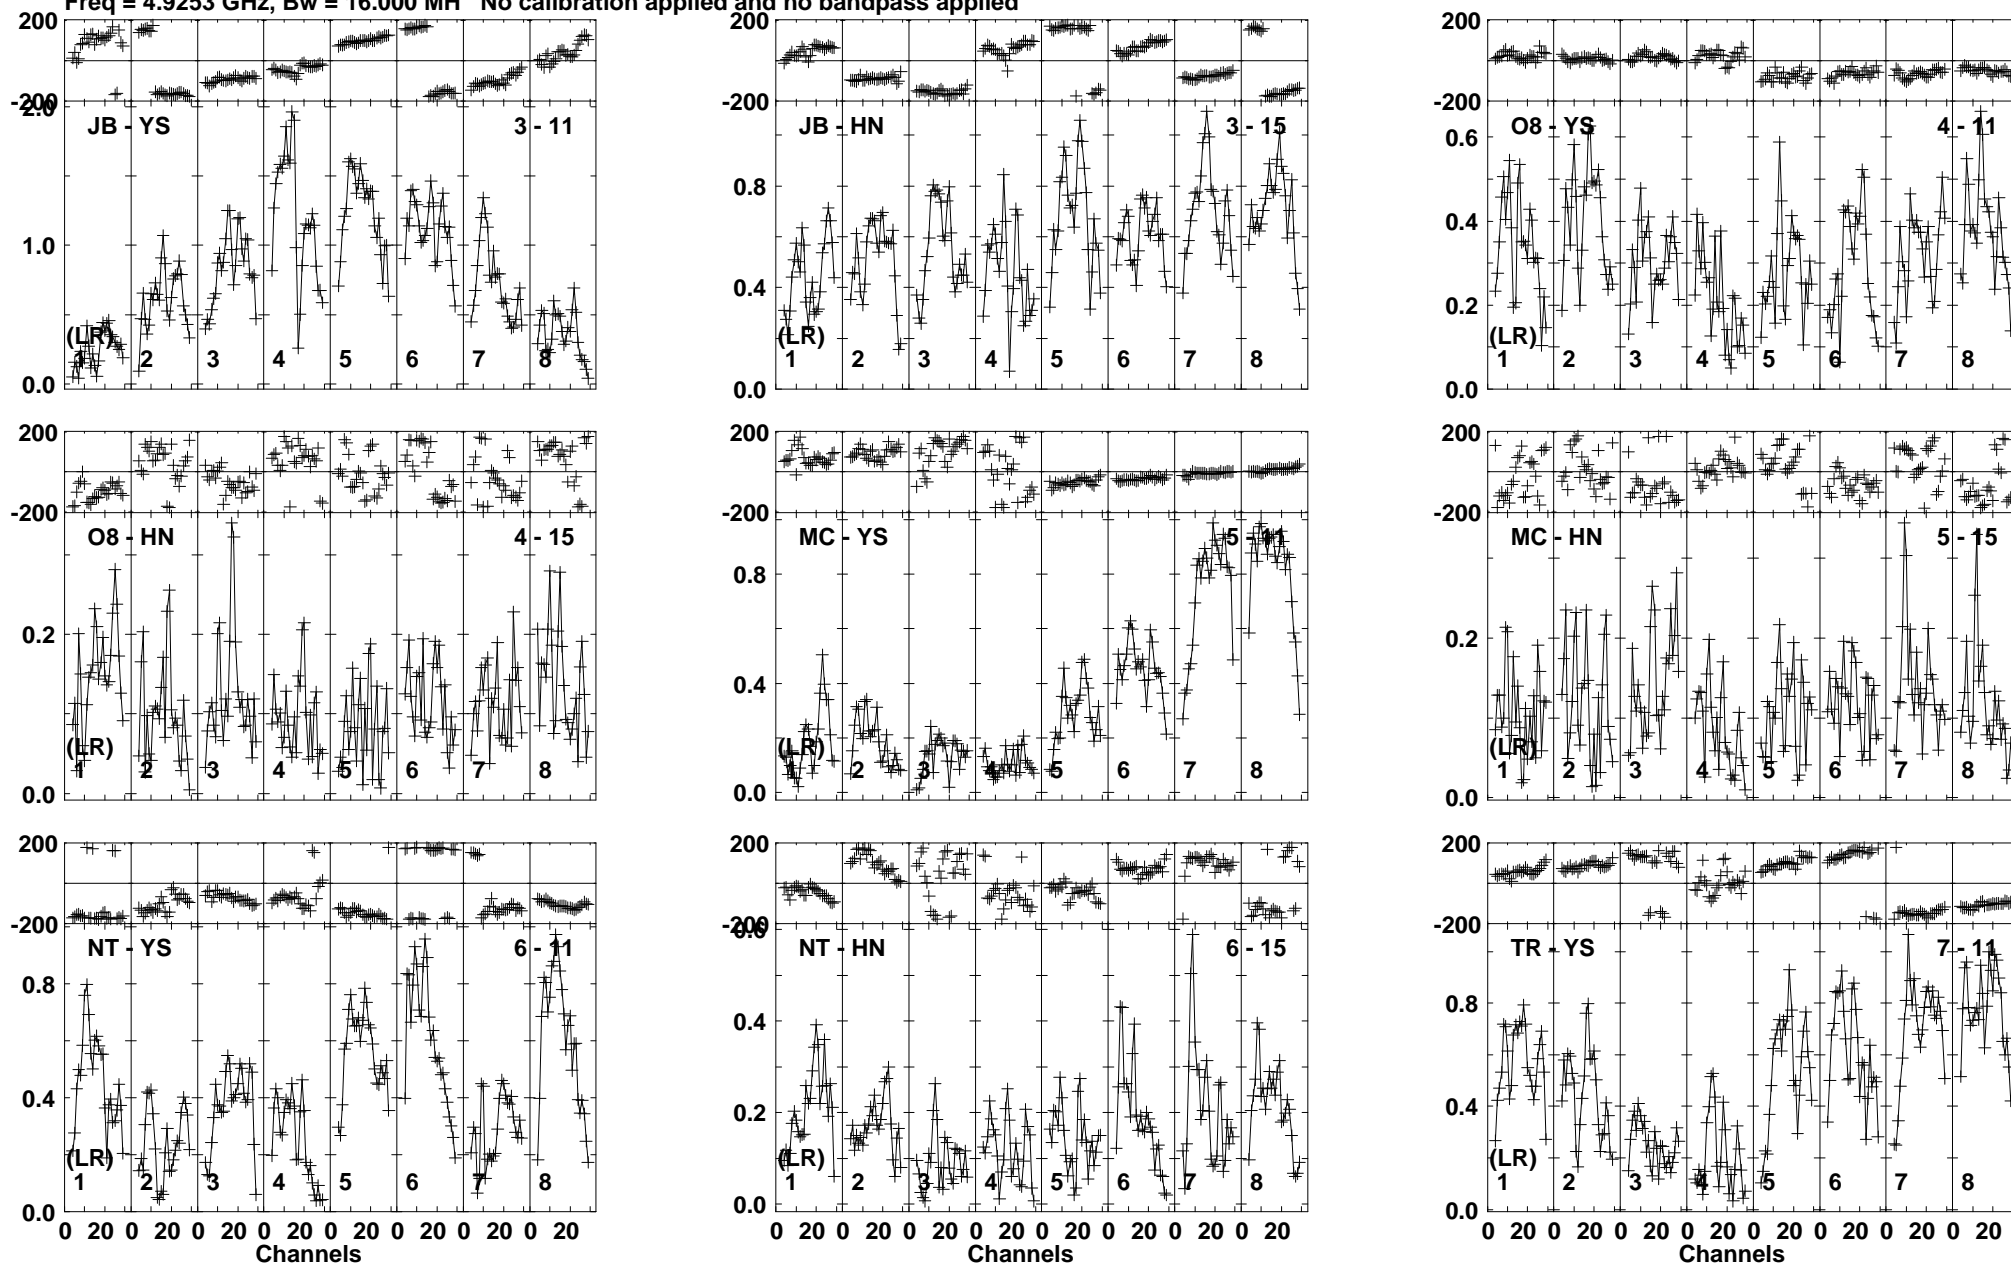 Freq = 4.9253 GHz, Bw = 16.000 MH No calibration applied and no bandpass applied
200
-200
2.0
1.0
0.0
JB - YS
3 - 11
(LR)
1 2 3 4 5 6 7 8
200
-200
0.8
0.4
0.0
JB - HN
3 - 15
(LR)
1 2 3 4 5 6 7 8
200
-200
0.6
0.4
0.2
0.0
O8 - YS
4 - 11
(LR)
1 2 3 4 5 6 7 8
200
-200
0.2
0.0
O8 - HN
4 - 15
(LR)
1 2 3 4 5 6 7 8
200
-200
0.8
0.4
0.0
MC - YS
5 - 11
(LR)
1 2 3 4 5 6 7 8
200
-200
0.2
0.0
MC - HN
5 - 15
(LR)
1 2 3 4 5 6 7 8
200
-200
0.8
0.4
0.0
NT - YS
6 - 11
(LR)
1 2 3 4 5 6 7 8
0 20 0 20 0 20 0 20 0 20 0 20 0 20 0 20
Channels
200
-200
0.6
0.4
0.2
0.0
NT - HN
6 - 15
(LR)
1 2 3 4 5 6 7 8
0 20 0 20 0 20 0 20 0 20 0 20 0 20 0 20
Channels
200
-200
0.8
0.4
0.0
TR - YS
7 - 11
(LR)
1 2 3 4 5 6 7 8
0 20 0 20 0 20 0 20 0 20 0 20 0 20 0 20
Channels